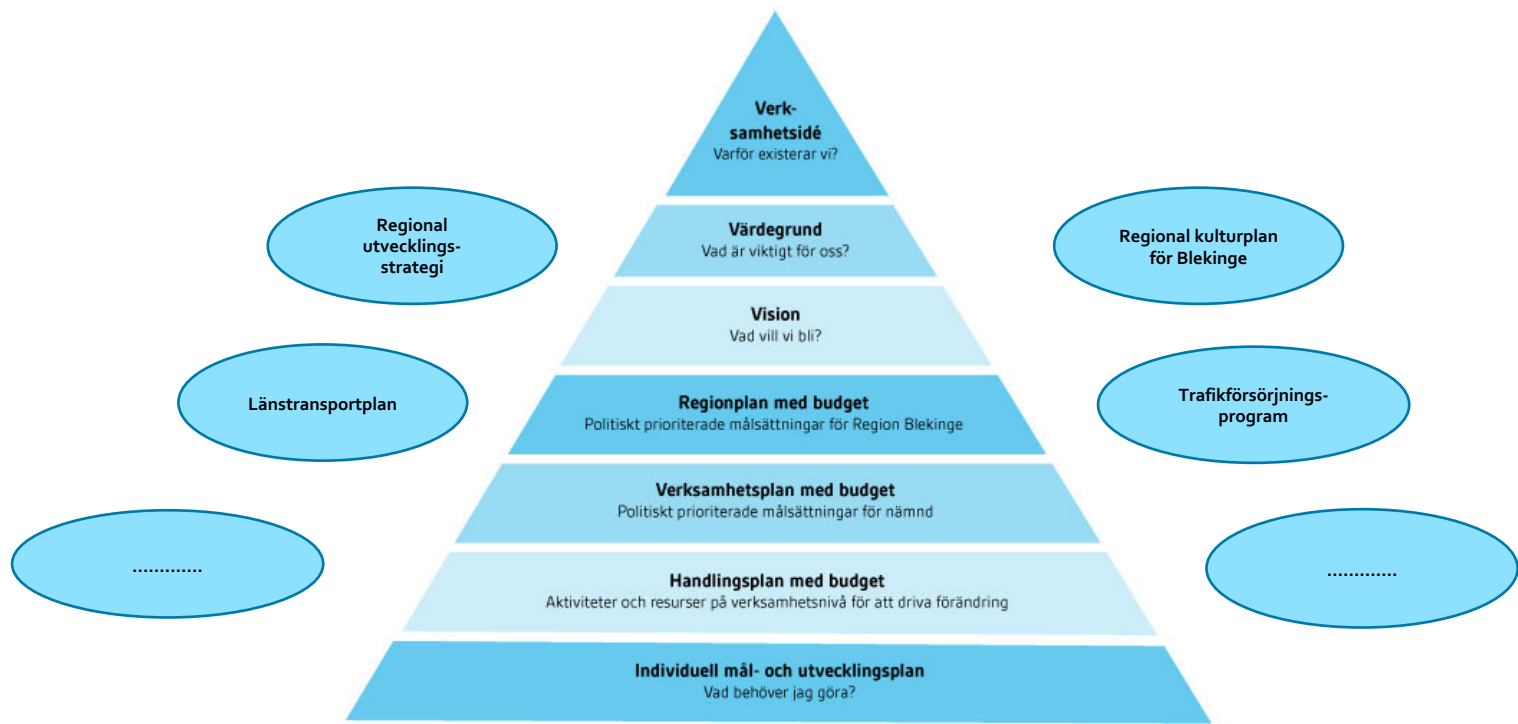 Verk-
samhetsidé
Varför existerar vi?
Regional
utvecklings-
strategi
Värdegrund
Vad är viktigt för oss?
Regional kulturplan
för Blekinge
Vision
Vad vill vi bli?
Länstransportplan
Regionplan med budget
Politiskt prioriterade målsättningar för Region Blekinge
Trafikförsörjnings-
program
Verksamhetsplan med budget
Politiskt prioriterade målsättningar för nämnd
.............
Handlingsplan med budget
Aktiviteter och resurser på verksamhetsnivå för att driva förändring
.............
Individuell mål- och utvecklingsplan
Vad behöver jag göra?